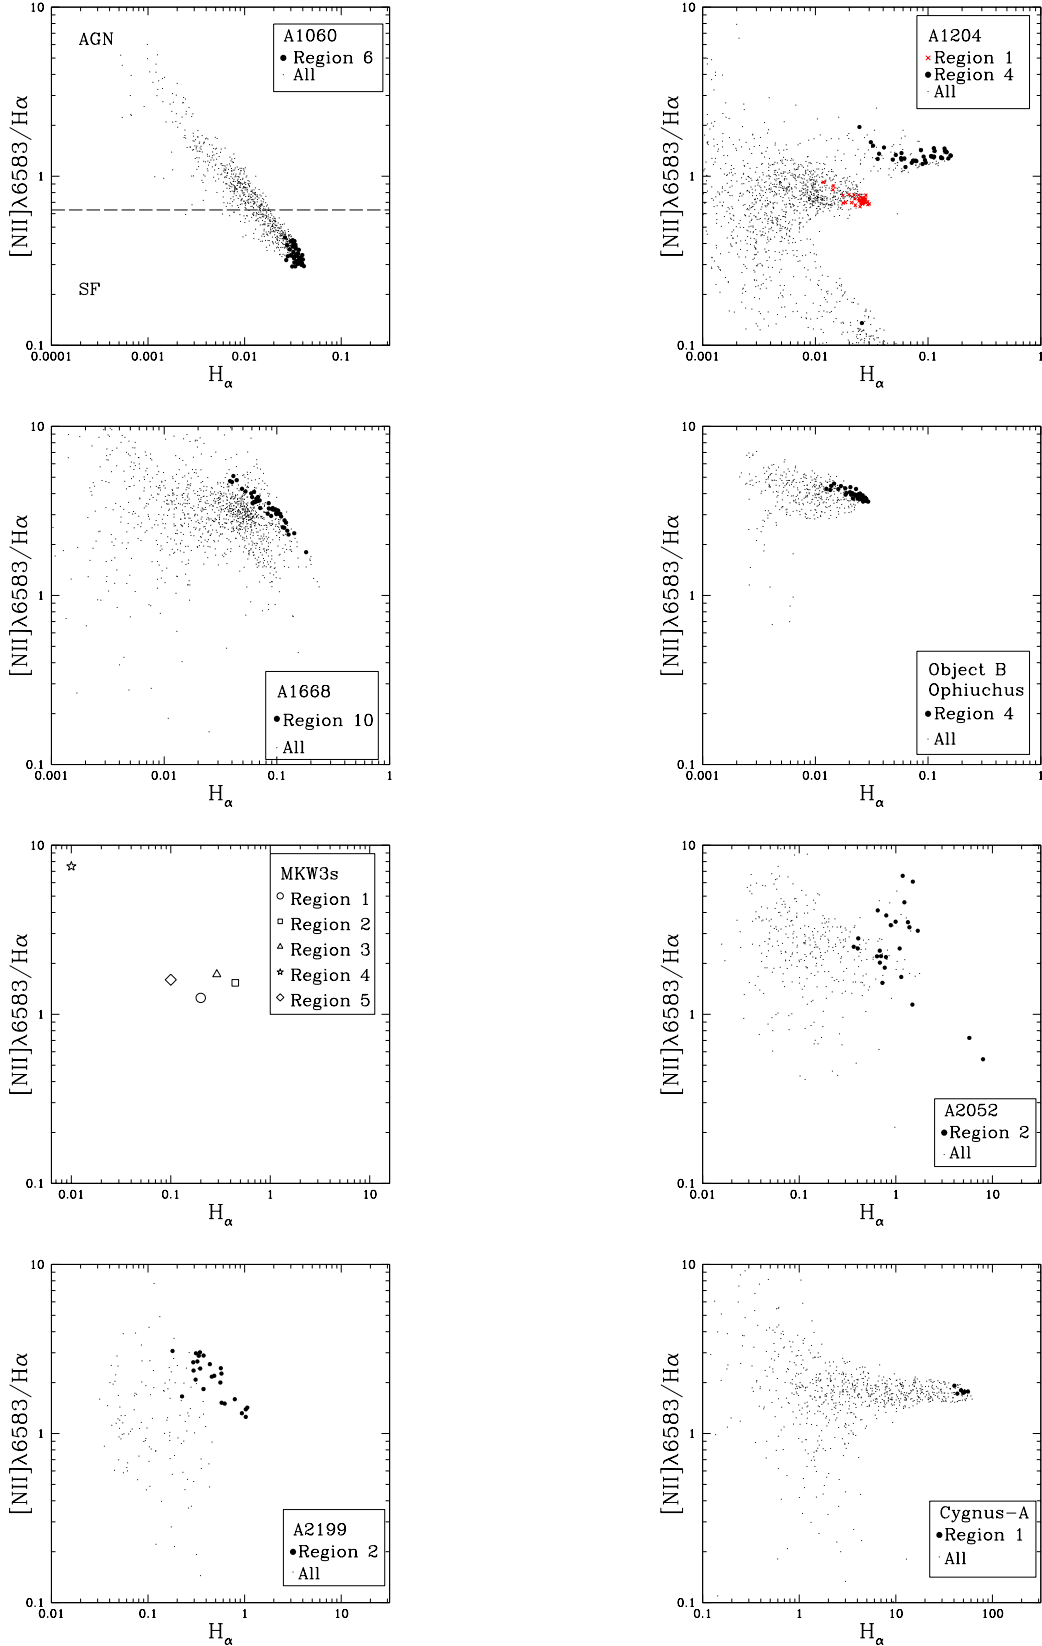 10
1
0.1
[NII]λ6583/Hα
AGN
SF
A1060
Region 6
All
0.0001
0.001
0.01
0.1
Hα
10
1
0.1
[NII]λ6583/Hα
A1204
Region 1
Region 4
All
0.001
0.01
0.1
1
Hα
10
1
0.1
[NII]λ6583/Hα
A1668
Region 10
All
0.001
0.01
0.1
1
Hα
10
1
0.1
[NII]λ6583/Hα
Object B
Ophiuchus
Region 4
All
0.001
0.01
0.1
1
Hα
10
1
0.1
[NII]λ6583/Hα
MKW3s
Region 1
Region 2
Region 3
Region 4
Region 5
0.01
0.1
1
10
Hα
10
1
0.1
[NII]λ6583/Hα
A2052
Region 2
All
0.01
0.1
1
10
Hα
10
1
0.1
[NII]λ6583/Hα
A2199
Region 2
All
0.01
0.1
1
10
Hα
10
1
0.1
[NII]λ6583/Hα
Cygnus-A
Region 1
All
0.1
1
10
100
Hα